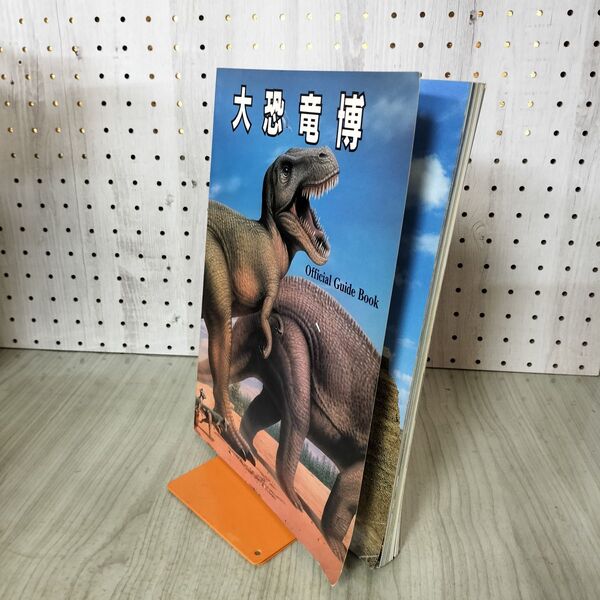 大恐竜博
Official Guide Book